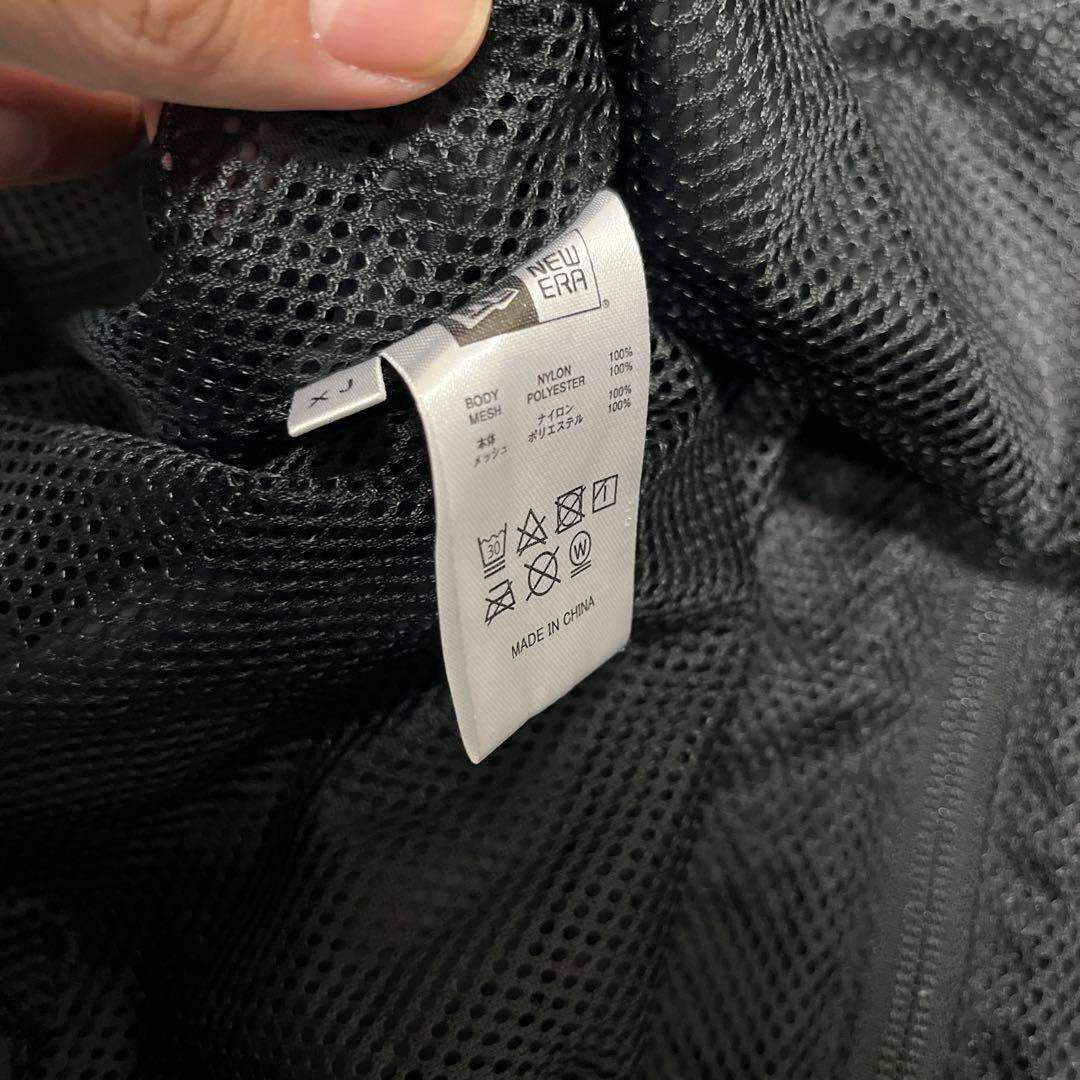 NEW
ERA
®
X J
BODY NYLON 100%
MESH POLYESTER 100%
本体 ナイロン 100%
メッシュ ポリエステル 100%
30
W
MADE IN CHINA